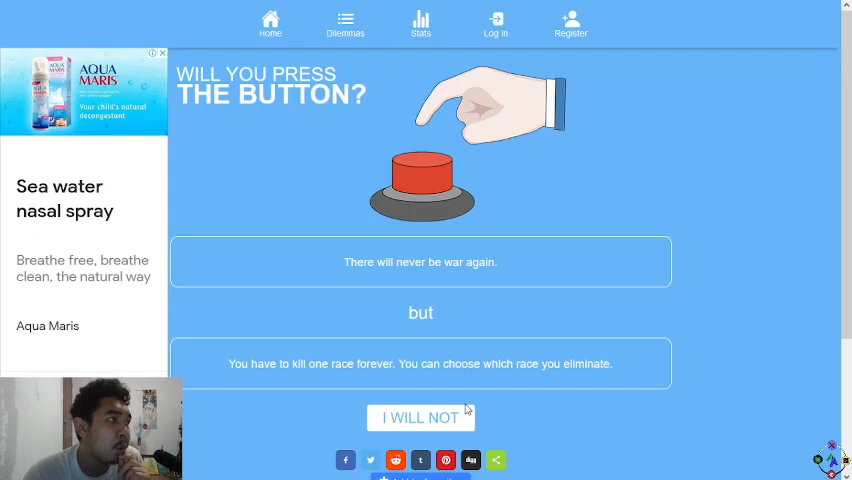 Home
Dilemmas
Stats
Log in
Register
AQUA
MARIS
Your child's natural
decongestant
WILL YOU PRESS
THE BUTTON?
Sea water
nasal spray
Breathe free, breathe
clean, the natural way
Aqua Maris
There will never be war again.
but
You have to kill one race forever. You can choose which race you eliminate.
I WILL NOT
f
t
digg